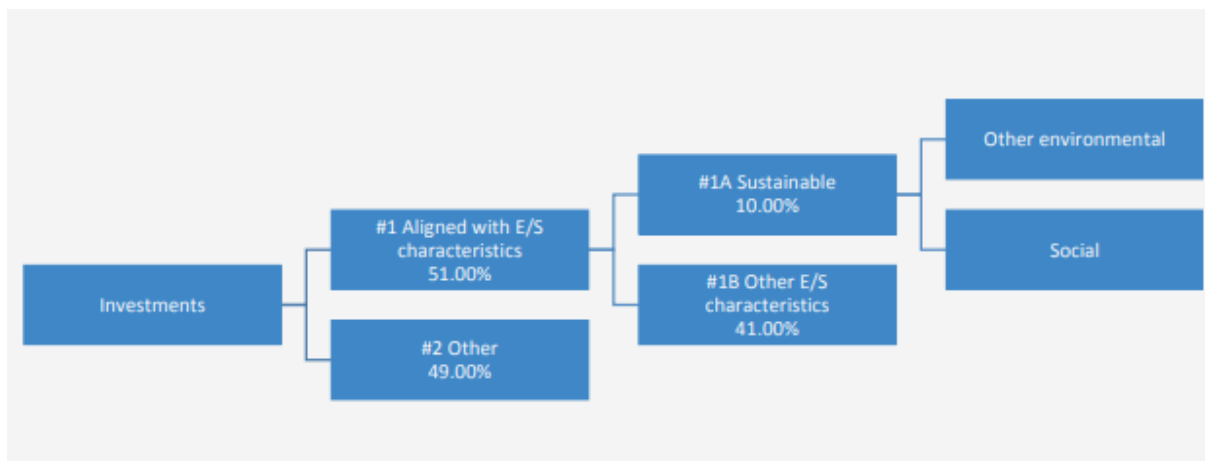 Investments
#1 Aligned with E/S
characteristics
51.00%
#2 Other
49.00%
#1A Sustainable
10.00%
#1B Other E/S
characteristics
41.00%
Other environmental
Social